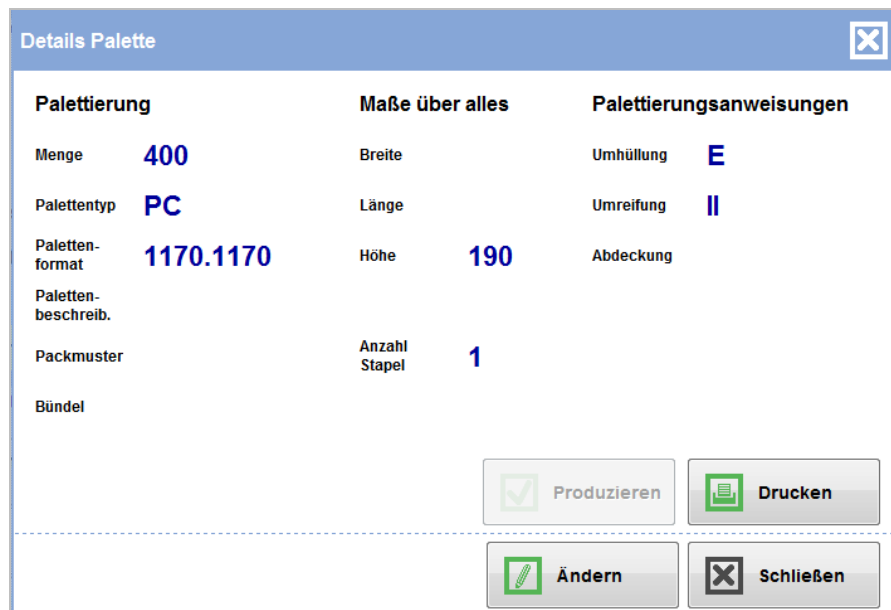 Details Palette
Palettierung Maße über alles Palettierungsanweisungen
Menge 400 Breite Umhüllung E
Palettentyp PC Länge Umreifung II
Paletten-
format 1170.1170 Höhe 190 Abdeckung
Paletten-
beschreib.
Packmuster Anzahl
Stapel 1
Bündel
Produzieren Drucken
Ändern Schließen